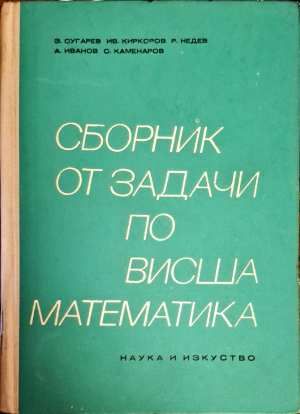 З. СУГАРЕВ ИВ. КИРКОРОВ Р. НЕДЕВ
А. ИВАНОВ С. КАМЕНАРОВ
СБОРНИК
ОТ ЗАДАЧИ
ПО
ВИСША
МАТЕМАТИКА
НАУКА И ИЗКУСТВО